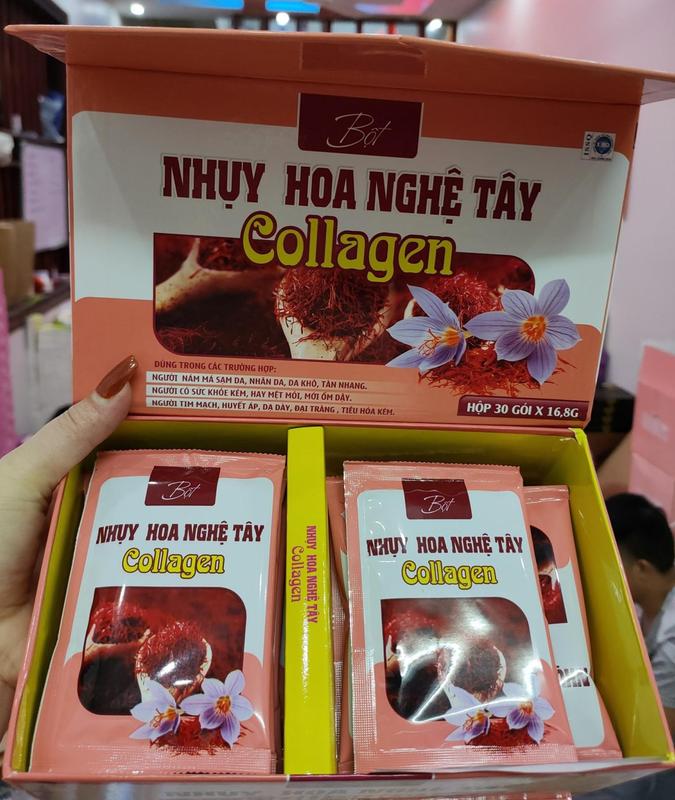 Bột
NHỤY HOA NGHỆ TÂY
Collagen
ISSQ
DÙNG TRONG CÁC TRƯỜNG HỢP:
NGƯỜI NÁM MÁ SẠM DA, NHĂN DA, DA KHÔ, TÀN NHANG.
NGƯỜI CÓ SỨC KHỎE KÉM, HAY MỆT MỎI, MỚI ỐM DẬY.
NGƯỜI TIM MẠCH, HUYẾT ÁP, DẠ DÀY, ĐẠI TRÀNG, TIÊU HÓA KÉM.
HỘP 30 GÓI X 16,8G
Bột
NHỤY HOA NGHỆ TÂY
Collagen
NHỤY HOA NGHỆ TÂY
Collagen
Bột
NHỤY HOA NGHỆ TÂY
Collagen